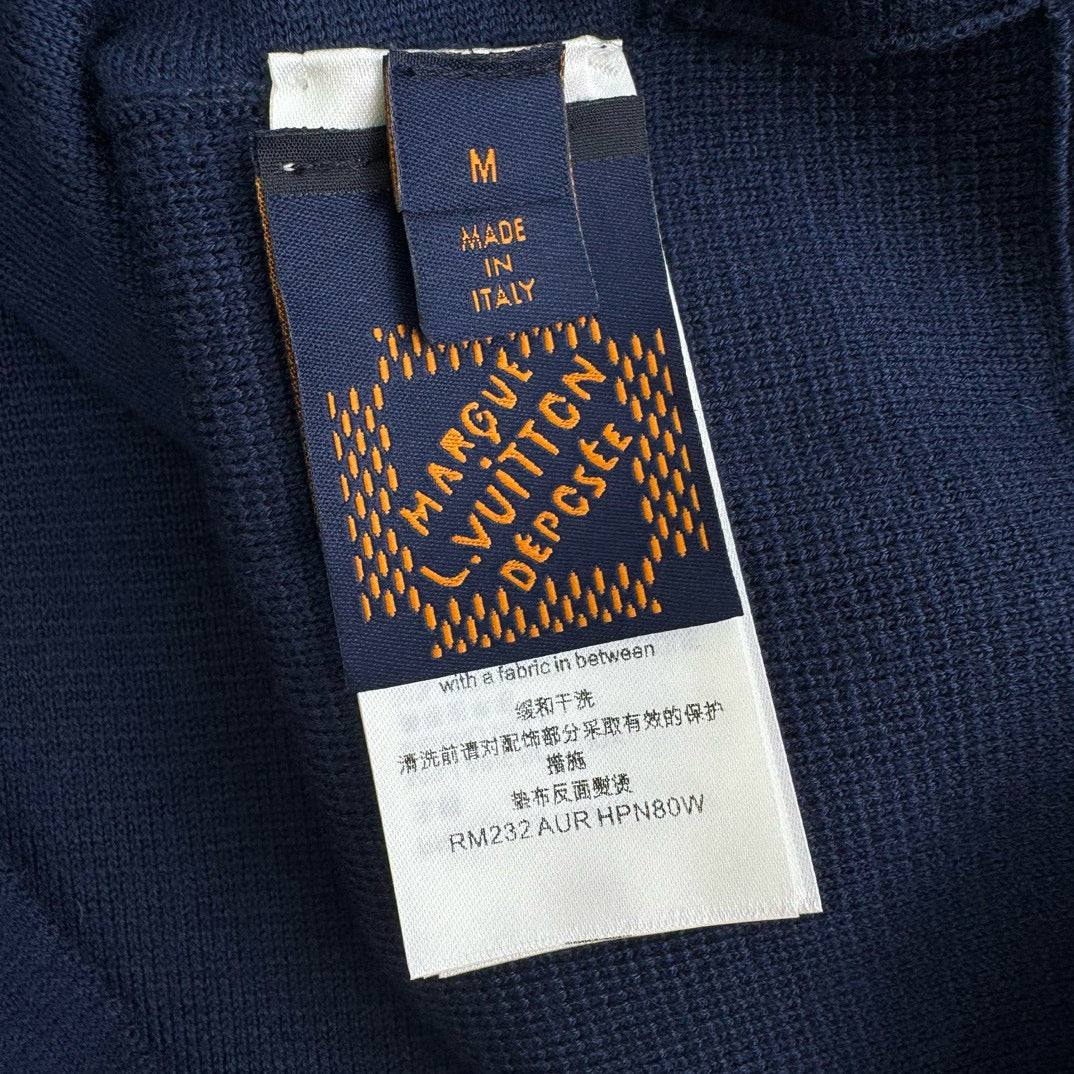 M
MADE
IN
ITALY
MARQUE
L.VUITTON
DÉPOSÉE
with a fabric in between
缓和干洗
清洗前请对配饰部分采取有效的保护
措施
垫布反面熨烫
RM232 AUR HPN80W